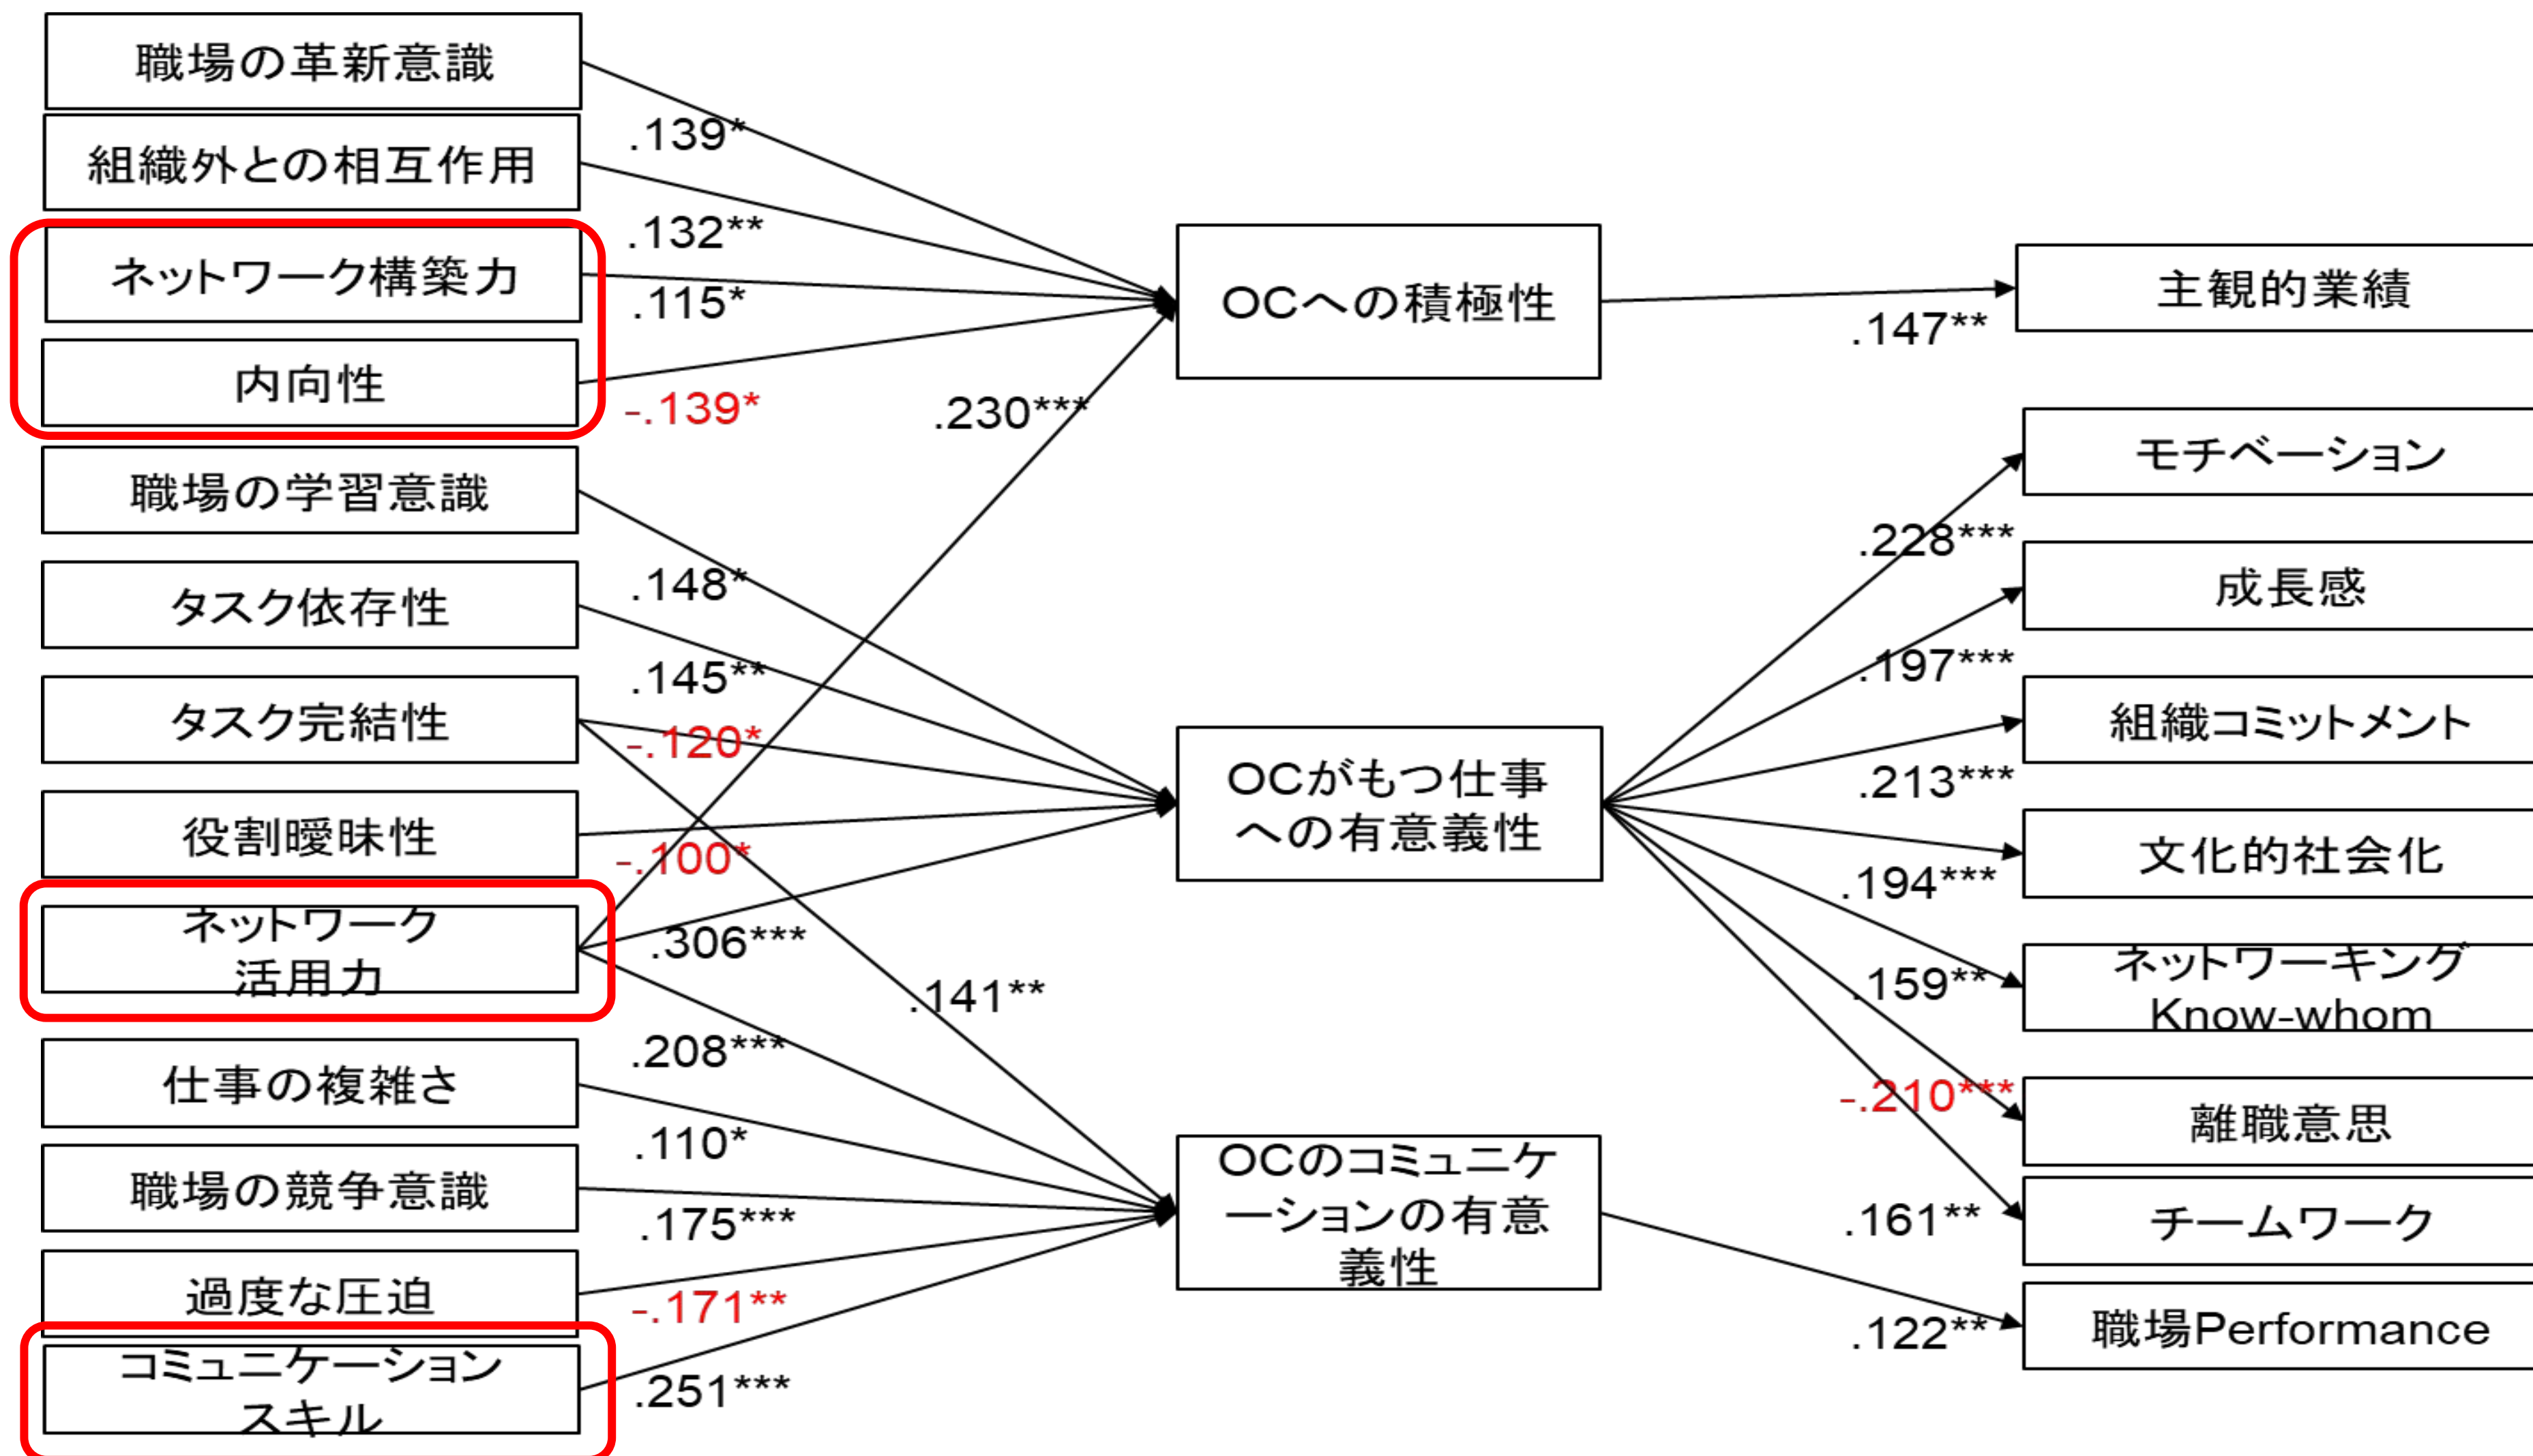 職場の革新意識
組織外との相互作用
ネットワーク構築力
内向性
職場の学習意識
タスク依存性
タスク完結性
役割曖昧性
ネットワーク
活用力
仕事の複雑さ
職場の競争意識
過度な圧迫
コミュニケーション
スキル
.139*
.132**
.115*
-.139*
.230***
.148*
.145**
-.120*
-.100*
.306***
.141**
.208***
.110*
.175***
-.171**
.251***
OCへの積極性
OCがもつ仕事
への有意義性
OCのコミュニケ
ーションの有意
義性
.147**
.228***
.197***
.213***
.194***
.159**
-.210***
.161**
.122**
主観的業績
モチベーション
成長感
組織コミットメント
文化的社会化
ネットワーキング
Know-whom
離職意思
チームワーク
職場Performance